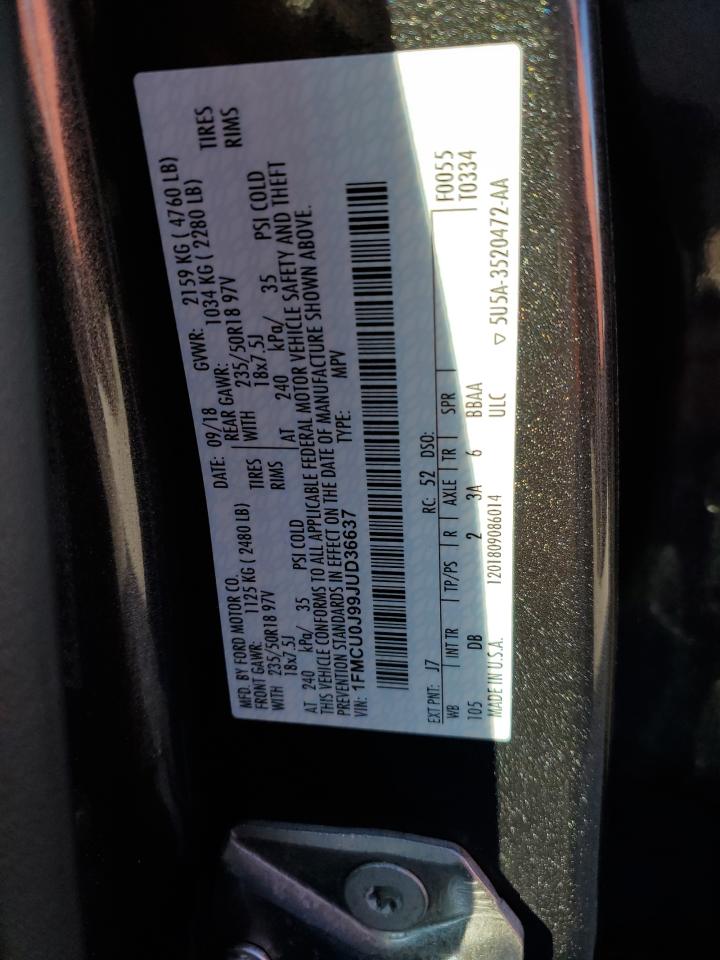 MFD. BY FORD MOTOR CO.
DATE: 09/18 GVWR: 2159 KG ( 4760 LB)
FRONT GAWR: 1125 KG ( 2480 LB) REAR GAWR: 1034 KG ( 2280 LB)
WITH 235/50R18 97V TIRES WITH 235/50R18 97V TIRES
18x7.5J RIMS 18x7.5J RIMS
AT 240 kPa/ 35 PSI COLD AT 240 kPa/ 35 PSI COLD
THIS VEHICLE CONFORMS TO ALL APPLICABLE FEDERAL MOTOR VEHICLE SAFETY AND THEFT
PREVENTION STANDARDS IN EFFECT ON THE DATE OF MANUFACTURE SHOWN ABOVE.
VIN: 1FMCU0J99JUD36637 TYPE: MPV
EXT PNT: J7 RC: 52 DSO: F0055
WB INT TR TP/PS R AXLE TR SPR T0334
105 DB 2 3A 6 BBAA
MADE IN U.S.A. 1201809086014 ULC ▽ 5U5A-3520472-AA